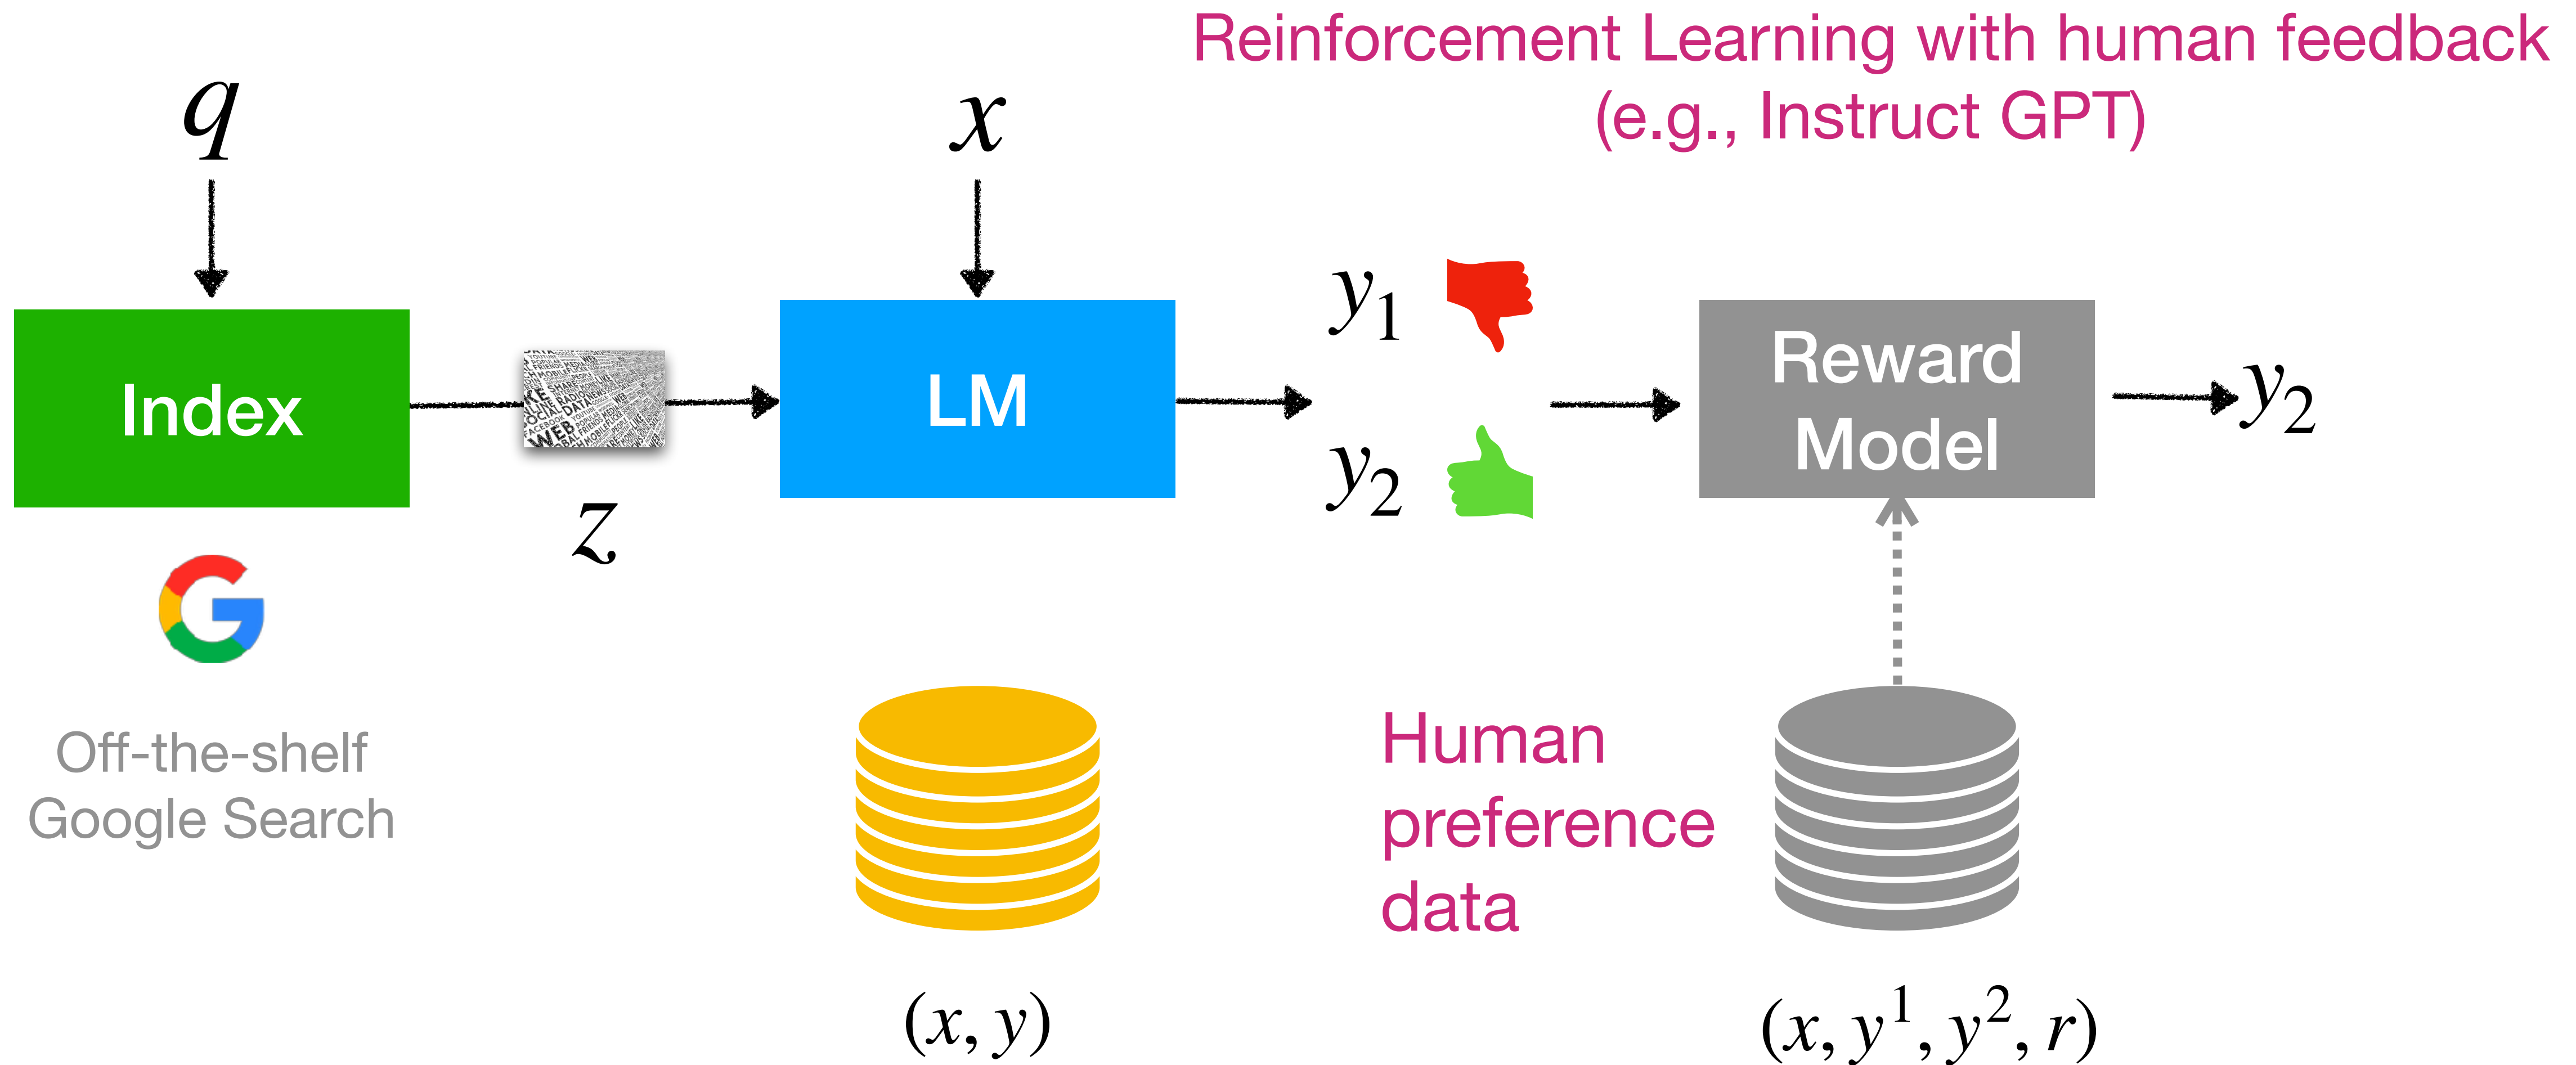 Reinforcement Learning with human feedback
(e.g., Instruct GPT)
q
x
y₁
y₂
Index
WEB
LM
Reward
Model
y₂
z
Off-the-shelf
Google Search
Human
preference
data
(x, y)
(x, y¹, y², r)